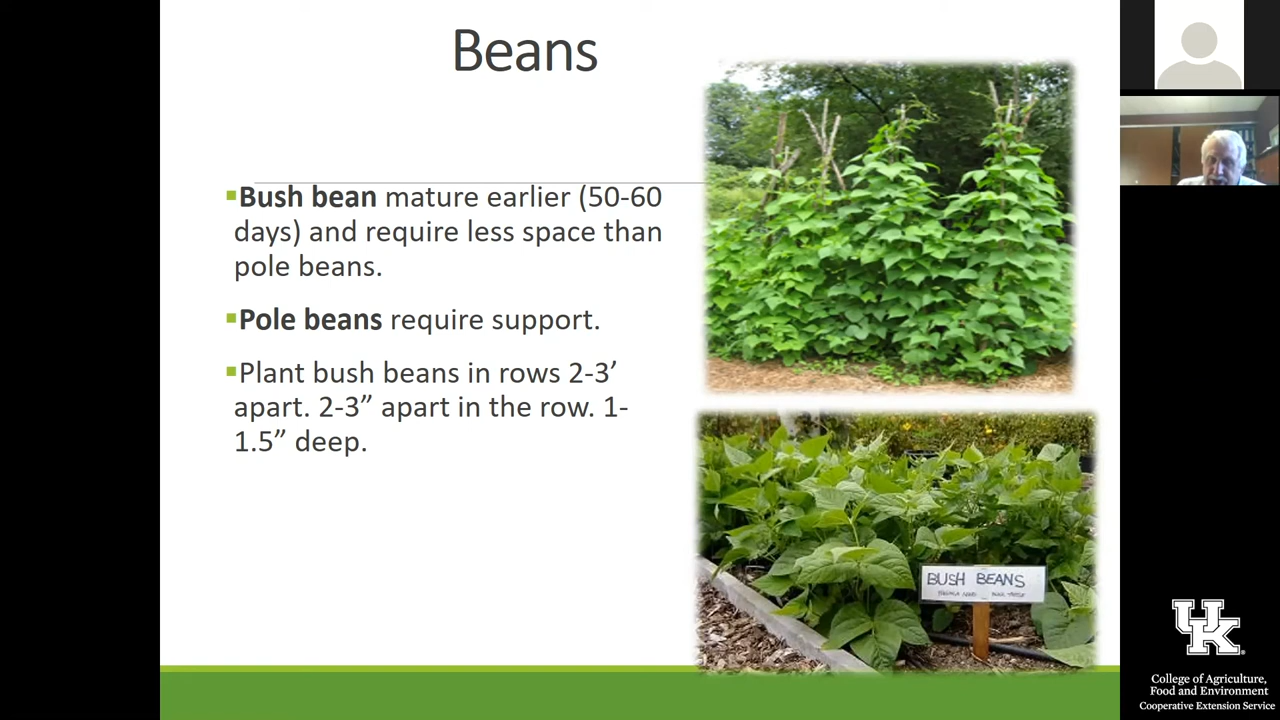 Beans
Bush bean mature earlier (50-60
days) and require less space than
pole beans.
Pole beans require support.
Plant bush beans in rows 2-3’
apart. 2-3” apart in the row. 1-
1.5” deep.
BUSH BEANS
UK
College of Agriculture,
Food and Environment
Cooperative Extension Service